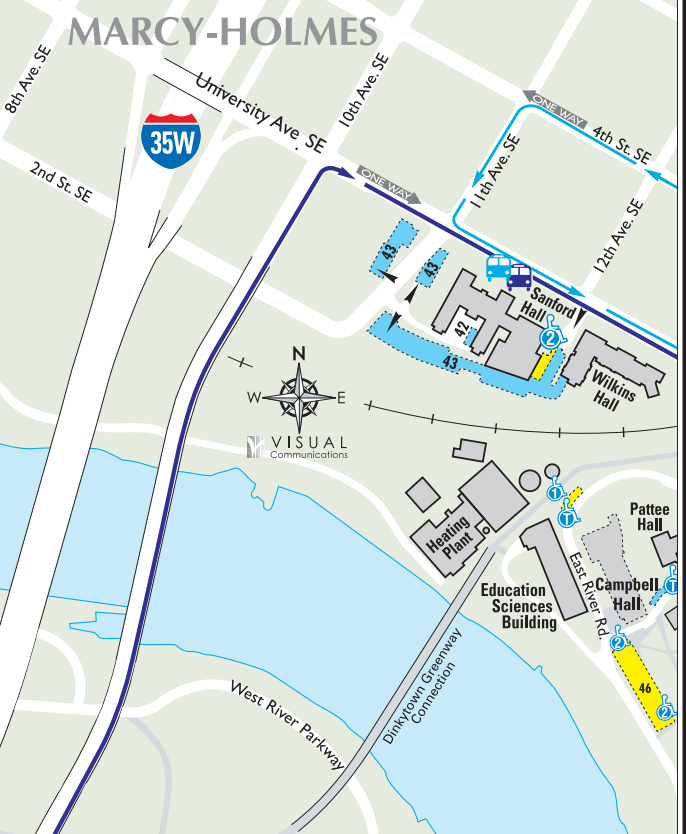 MARCY-HOLMES
8th Ave. SE
University Ave. SE
10th Ave. SE
35W
ONE WAY
4th St. SE
2nd St. SE
ONE WAY
11th Ave. SE
12th Ave. SE
43
43
Sanford
Hall
42
2
43
Wilkins
Hall
N
W
E
VISUAL
Communications
1
T
Heating
Plant
Pattee
Hall
T
East River Rd.
Education
Sciences
Building
Campbell
Hall
2
46
2
Dinkytown Greenway
Connection
West River Parkway